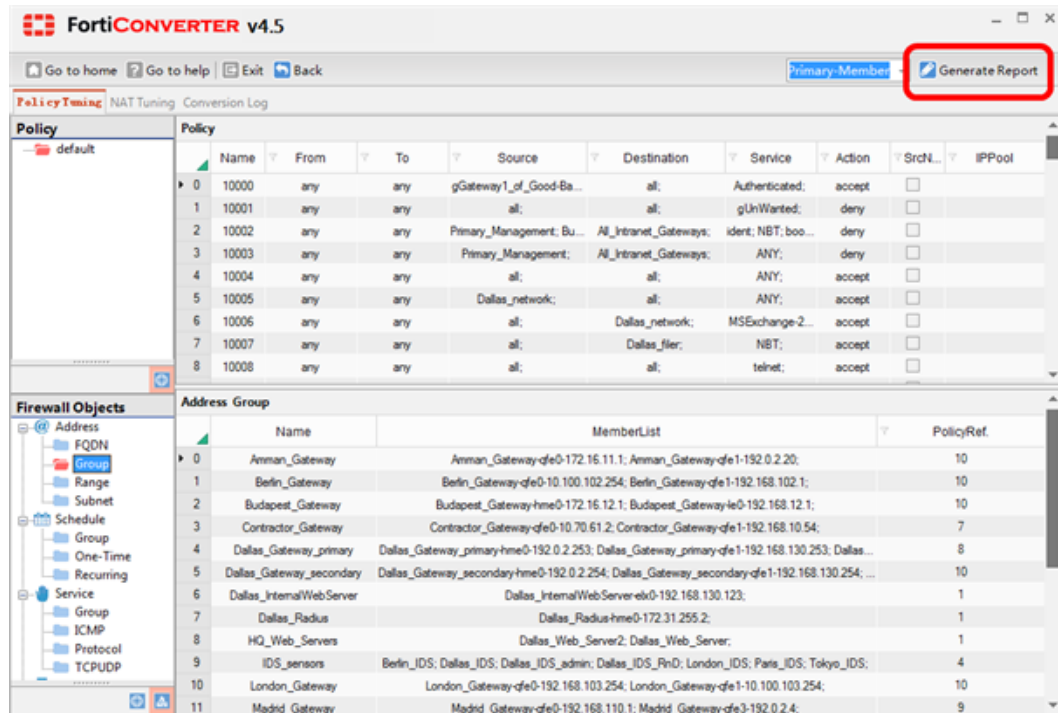 FortiCONVERTER v4.5
Go to home Go to help Exit Back Primary-Member Generate Report
PolicyTuning NAT Tuning Conversion Log
Policy
default
Policy
Name From To Source Destination Service Action SrcN... IPPool
0 10000 any any gGateway1_of_Good-Ba... all; Authenticated; accept
1 10001 any any all; all; gUnWanted; deny
2 10002 any any Primary_Management; Bu... All_Intranet_Gateways; ident; NBT; boo... deny
3 10003 any any Primary_Management; All_Intranet_Gateways; ANY; deny
4 10004 any any all; all; ANY; accept
5 10005 any any Dallas_network; all; ANY; accept
6 10006 any any all; Dallas_network; MSExchange-2... accept
7 10007 any any all; Dallas_filer; NBT; accept
8 10008 any any all; all; telnet; accept
Firewall Objects
Address
FQDN
Group
Range
Subnet
Schedule
Group
One-Time
Recurring
Service
Group
ICMP
Protocol
TCPUDP
Address Group
Name MemberList PolicyRef.
0 Amman_Gateway Amman_Gateway-qfe0-172.16.11.1; Amman_Gateway-qfe1-192.0.2.20; 10
1 Berlin_Gateway Berlin_Gateway-qfe0-10.100.102.254; Berlin_Gateway-qfe1-192.168.102.1; 10
2 Budapest_Gateway Budapest_Gateway-hme0-172.16.12.1; Budapest_Gateway-le0-192.168.12.1; 10
3 Contractor_Gateway Contractor_Gateway-qfe0-10.70.61.2; Contractor_Gateway-qfe1-192.168.10.54; 7
4 Dallas_Gateway_primary Dallas_Gateway_primary-hme0-192.0.2.253; Dallas_Gateway_primary-qfe1-192.168.130.253; Dallas... 8
5 Dallas_Gateway_secondary Dallas_Gateway_secondary-hme0-192.0.2.254; Dallas_Gateway_secondary-qfe1-192.168.130.254; ... 10
6 Dallas_InternalWebServer Dallas_InternalWebServer-elx0-192.168.130.123; 1
7 Dallas_Radius Dallas_Radius-hme0-172.31.255.2; 1
8 HQ_Web_Servers Dallas_Web_Server2; Dallas_Web_Server; 1
9 IDS_sensors Berlin_IDS; Dallas_IDS; Dallas_IDS_admin; Dallas_IDS_RnD; London_IDS; Paris_IDS; Tokyo_IDS; 4
10 London_Gateway London_Gateway-qfe0-192.168.103.254; London_Gateway-qfe1-10.100.103.254; 10
11 Madrid_Gateway Madrid_Gateway-qfe0-192.168.110.1; Madrid_Gateway-qfe3-192.0.2.4; 9